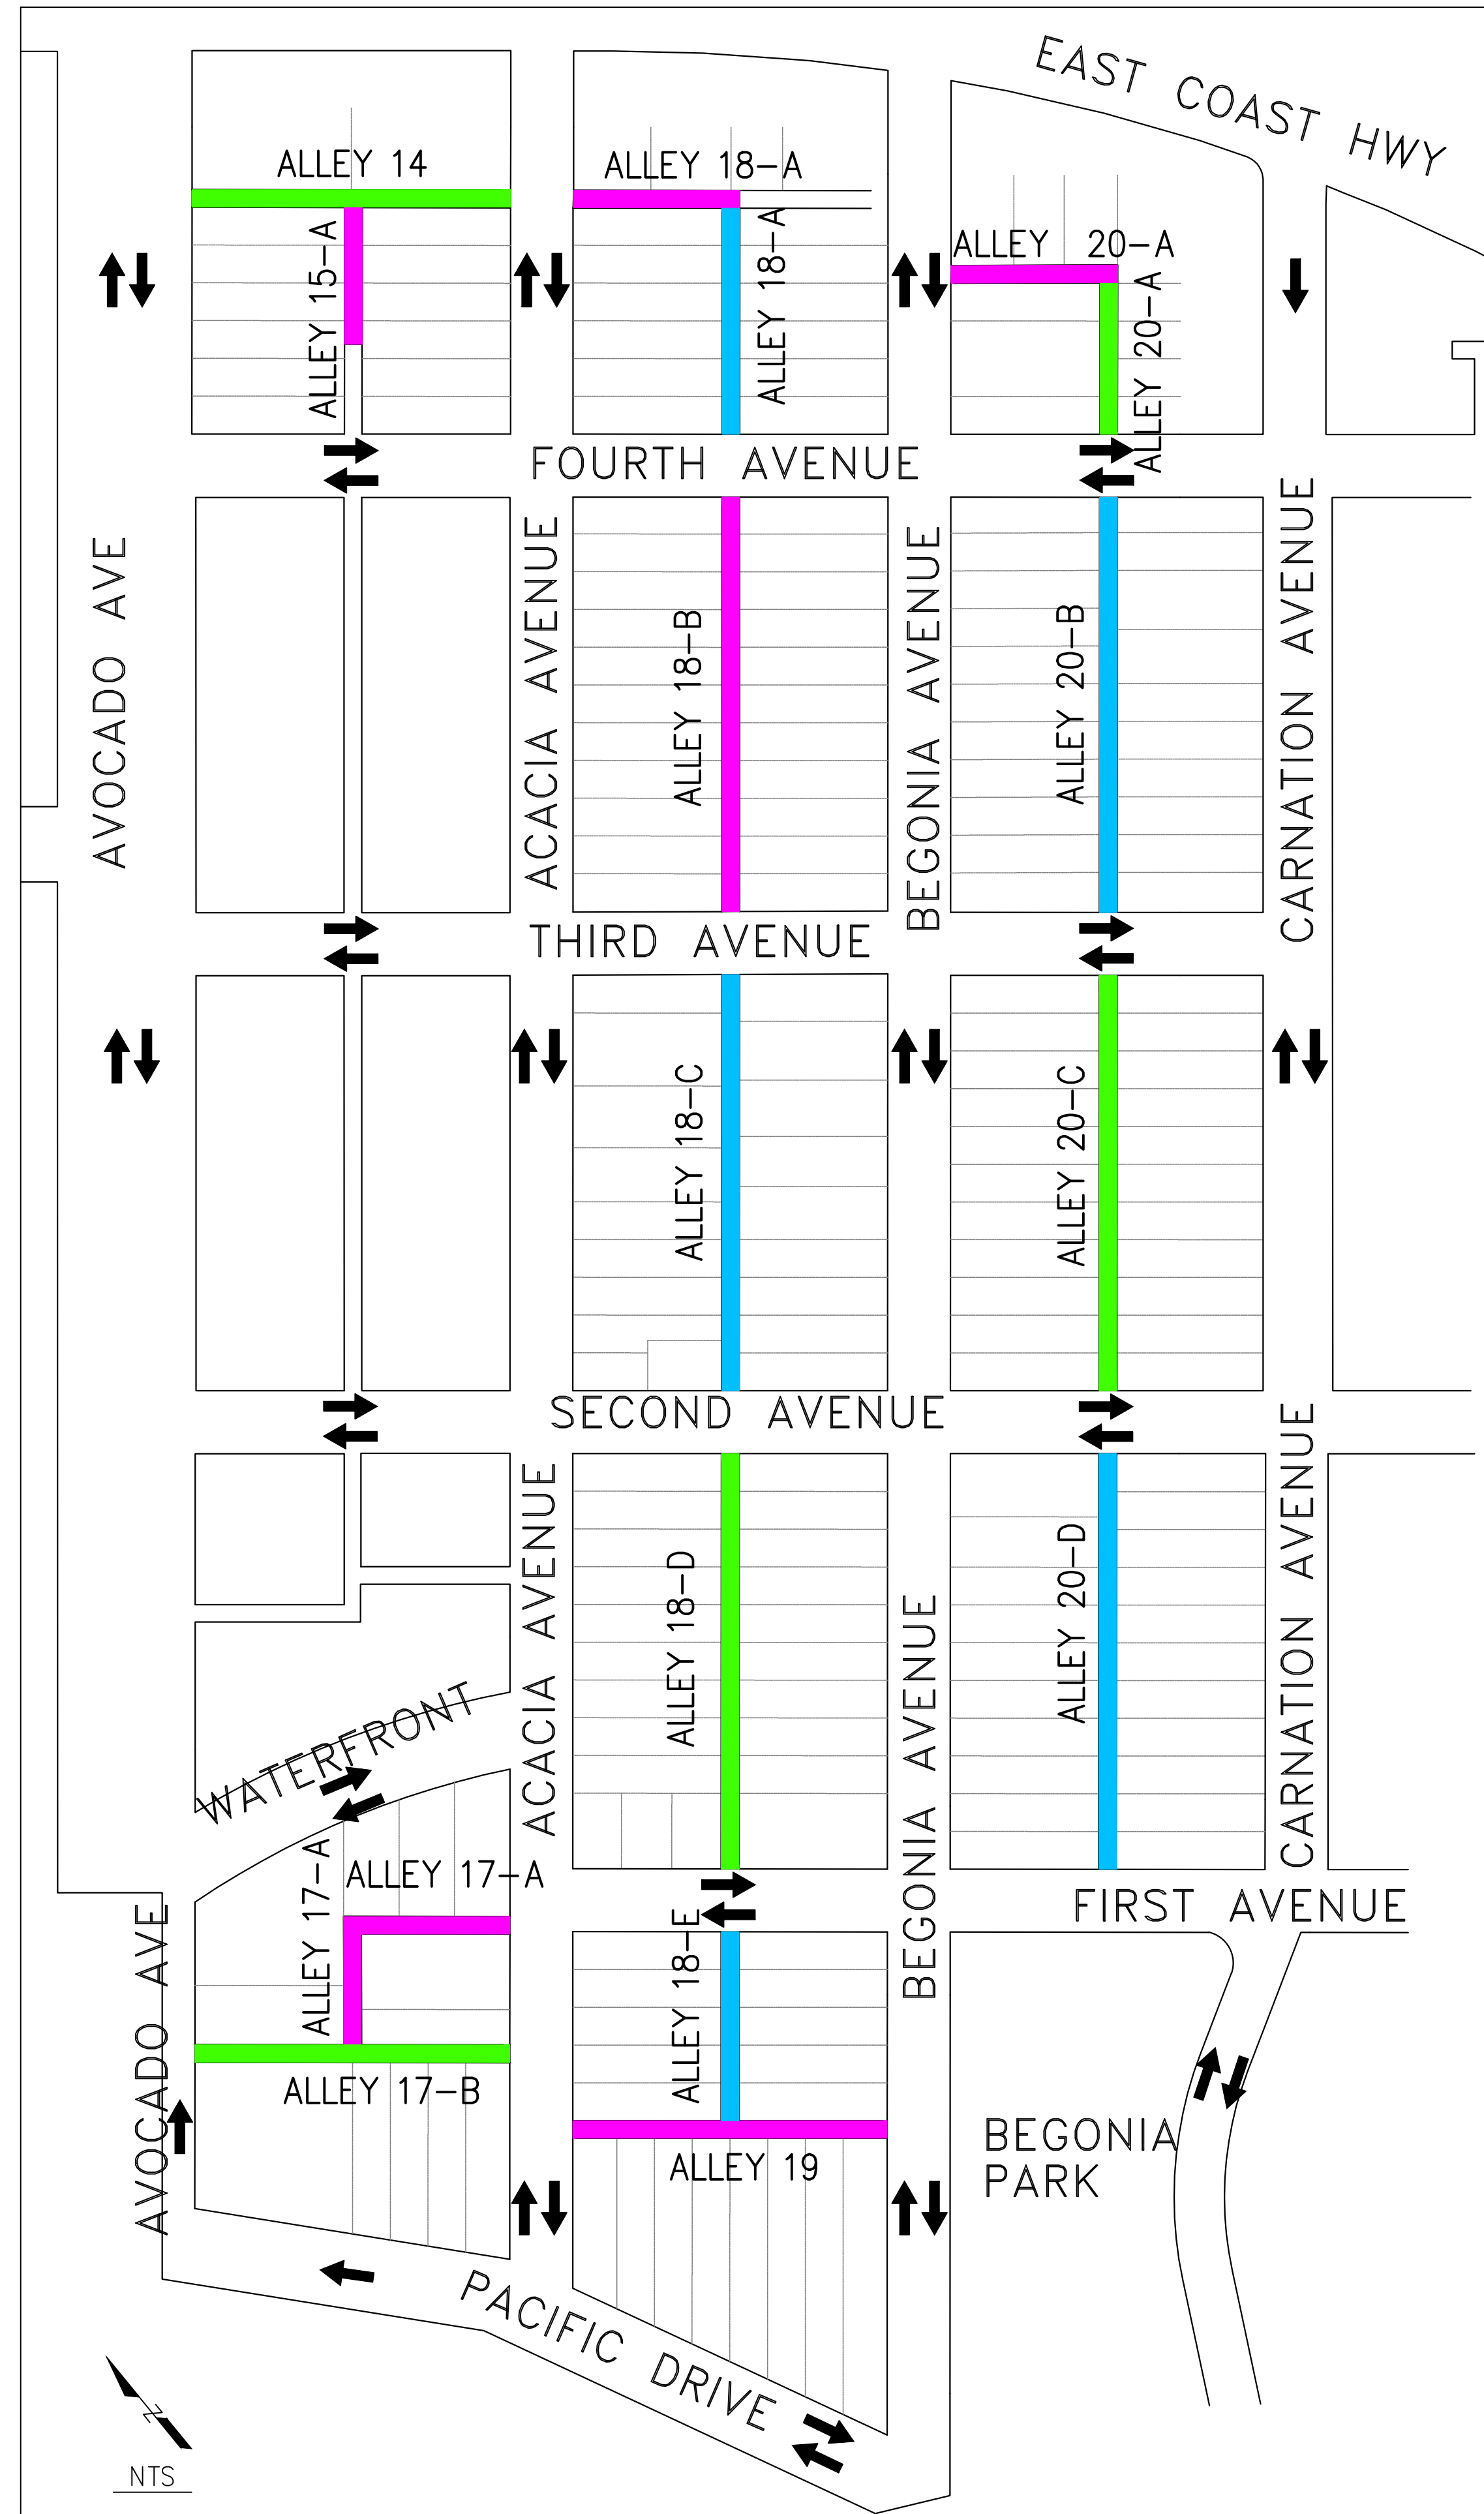 EAST COAST HWY
ALLEY 14
ALLEY 18-A
ALLEY 20-A
ALLEY 15-A
ALLEY 18-A
ALLEY 20-A
FOURTH AVENUE
AVOCADO AVE
ACACIA AVENUE
ALLEY 18-B
BEGONIA AVENUE
ALLEY 20-B
CARNATION AVENUE
THIRD AVENUE
ALLEY 18-C
ALLEY 20-C
SECOND AVENUE
ACACIA AVENUE
ALLEY 18-D
BEGONIA AVENUE
ALLEY 20-D
CARNATION AVENUE
WATERFRONT
ALLEY 17-A
ALLEY 17-A
FIRST AVENUE
AVOCADO AVE
ALLEY 18-E
ALLEY 17-B
ALLEY 19
BEGONIA
PARK
PACIFIC DRIVE
Z
NTS